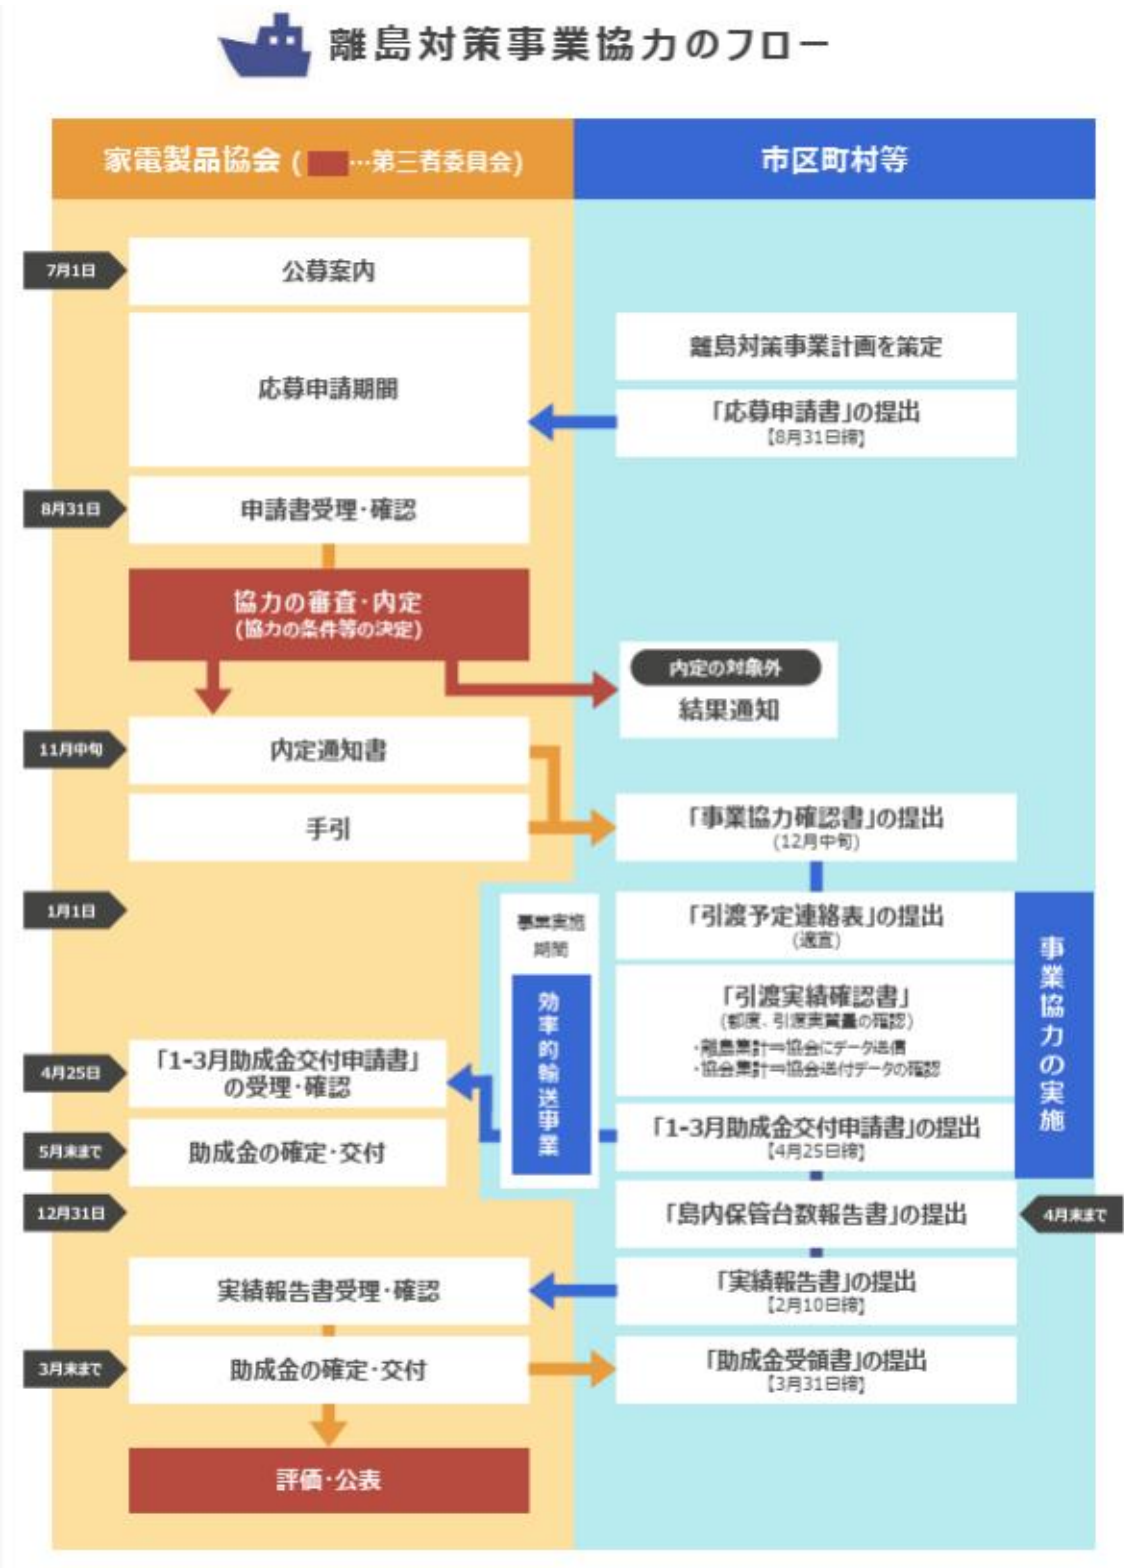 離島対策事業協力のフロー
家電製品協会 (■…第三者委員会)
市区町村等
7月1日
公募案内
応募申請期間
離島対策事業計画を策定
「応募申請書」の提出
【8月31日締】
8月31日
申請書受理・確認
協力の審査・内定
(協力の条件等の決定)
内定の対象外
結果通知
11月中旬
内定通知書
手引
「事業協力確認書」の提出
(12月中旬)
1月1日
事業実施
期間
効率的輸送事業
「引渡予定連絡表」の提出
(適宜)
「引渡実績確認書」
(都度、引渡実質量の確認)
・離島集計⇒協会にデータ送信
・協会集計⇒協会送付データの確認
事業協力の実施
4月25日
「1-3月助成金交付申請書」
の受理・確認
「1-3月助成金交付申請書」の提出
【4月25日締】
5月末まで
助成金の確定・交付
12月31日
「島内保管台数報告書」の提出
4月末まで
実績報告書受理・確認
「実績報告書」の提出
【2月10日締】
3月末まで
助成金の確定・交付
「助成金受領書」の提出
【3月31日締】
評価・公表